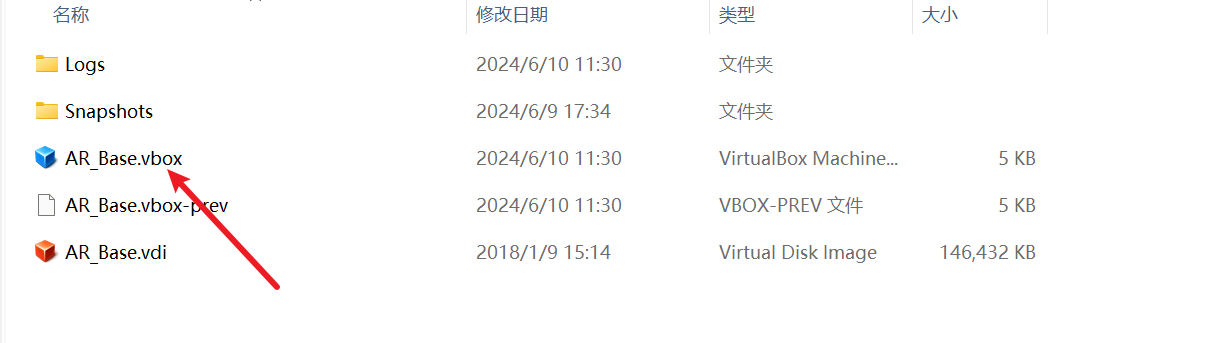 名称 修改日期 类型 大小
Logs 2024/6/10 11:30 文件夹
Snapshots 2024/6/9 17:34 文件夹
AR_Base.vbox 2024/6/10 11:30 VirtualBox Machine... 5 KB
AR_Base.vbox-prev 2024/6/10 11:30 VBOX-PREV 文件 5 KB
AR_Base.vdi 2018/1/9 15:14 Virtual Disk Image 146,432 KB